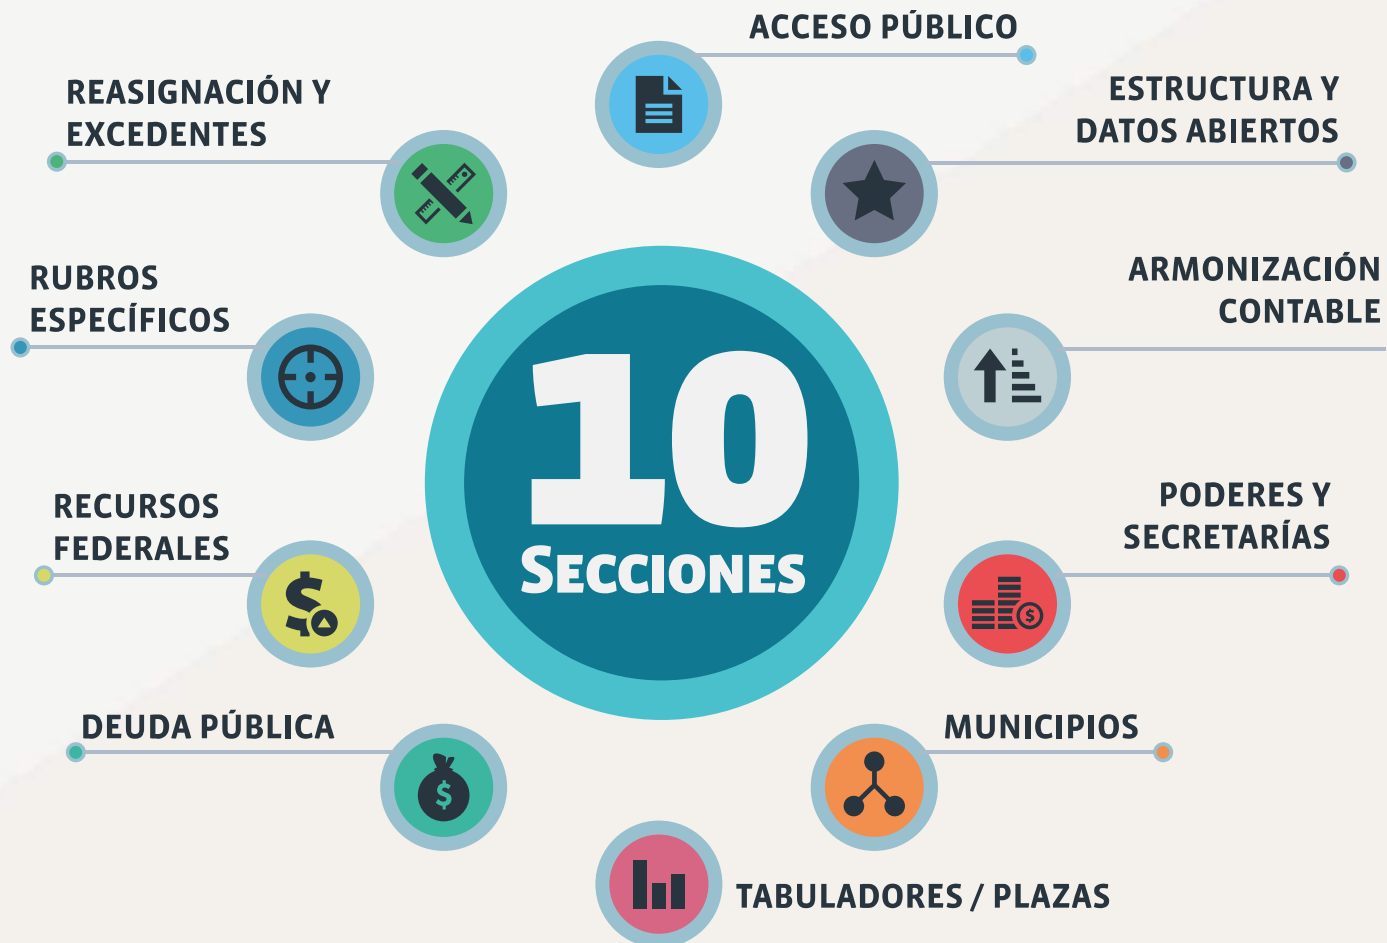 ACCESO PÚBLICO
ESTRUCTURA Y
DATOS ABIERTOS
ARMONIZACIÓN
CONTABLE
PODERES Y
SECRETARÍAS
MUNICIPIOS
TABULADORES / PLAZAS
DEUDA PÚBLICA
RECURSOS
FEDERALES
RUBROS
ESPECÍFICOS
REASIGNACIÓN Y
EXCEDENTES
10
SECCIONES
$
$
$